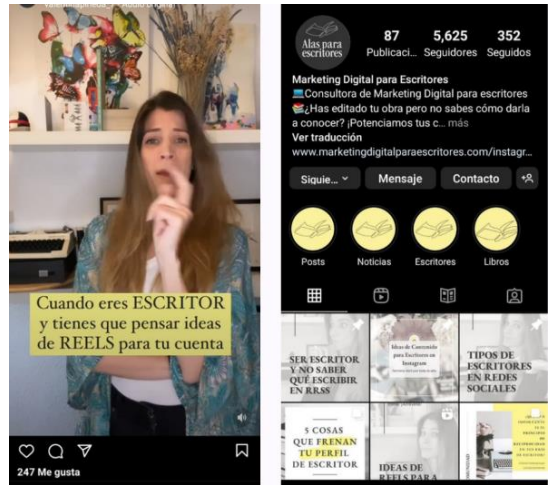 Cuando eres ESCRITOR
y tienes que pensar ideas
de REELS para tu cuenta
247 Me gusta
Alas para
escritores
87
5,625
352
Publicaci...
Seguidores
Seguidos
Marketing Digital para Escritores
Consultora de Marketing Digital para escritores
¿Has editado tu obra pero no sabes cómo darla
a conocer? ¡Potenciamos tus c... más
Ver traducción
www.marketingdigitalparaescritores.com/instagr...
Siguie...
Mensaje
Contacto
Posts
Noticias
Escritores
Libros
SER ESCRITOR
Y NO SABER
QUÉ ESCRIBIR
EN RRSS
Ideas de Contenido
para Escritores en
Instagram
TIPOS DE
ESCRITORES
EN REDES
SOCIALES
5 COSAS
QUE FRENAN
TU PERFIL
DE ESCRITOR
IDEAS DE
REELS PARA